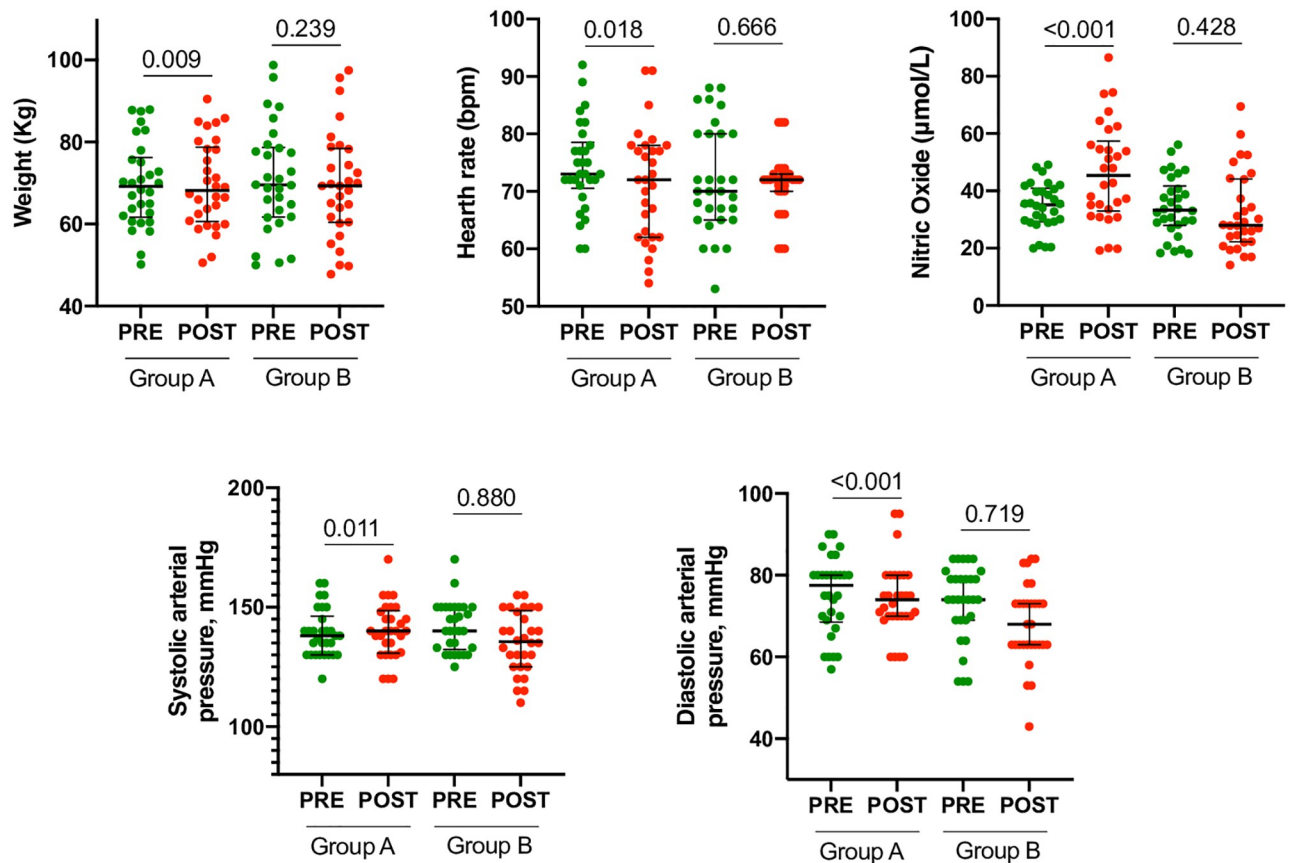 Weight (Kg)
100
80
60
40
0.009
0.239
PRE POST PRE POST
Group A Group B
Hearth rate (bpm)
100
90
80
70
60
50
0.018
0.666
PRE POST PRE POST
Group A Group B
Nitric Oxide (µmol/L)
100
80
60
40
20
0
<0.001
0.428
PRE POST PRE POST
Group A Group B
Systolic arterial
pressure, mmHg
200
150
100
0.011
0.880
PRE POST PRE POST
Group A Group B
Diastolic arterial
pressure, mmHg
100
80
60
40
<0.001
0.719
PRE POST PRE POST
Group A Group B